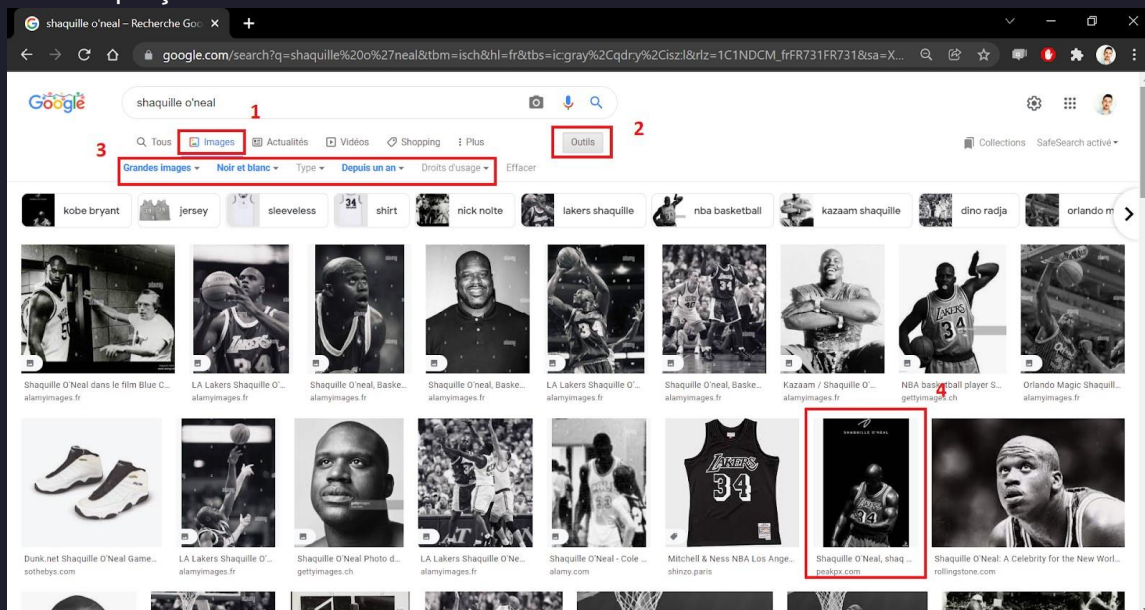 shaquille o'neal – Recherche Goo
google.com/search?q=shaquille%20o%27neal&tbm=isch&hl=fr&tbs=ic:gray%2Cqdr:y%2Cisz:l&rlz=1C1NDCM_frFR731FR731&sa=X...
Google
shaquille o'neal
1
2
3
Tous Images Actualités Vidéos Shopping Plus Outils Collections SafeSearch activé
Grandes images Noir et blanc Type Depuis un an Droits d'usage Effacer
kobe bryant jersey sleeveless 34 shirt nick nolte lakers shaquille nba basketball kazaam shaquille dino radja orlando m
Shaquille O'Neal dans le film Blue C... Shaquille O'neal, Baske... Shaquille O'neal, Baske...
LA Lakers Shaquille O'... LA Lakers Shaquille O'... Shaquille O'neal, Baske... Kazaam / Shaquille O'... NBA basketball player S... Orlando Magic Shaquill...
alamyimages.fr alamyimages.fr alamyimages.fr alamyimages.fr alamyimages.fr alamyimages.fr alamyimages.fr gettyimages.ch alamyimages.fr
4
SHAQUILLE O'NEAL
LAKERS
34
Dunk.net Shaquille O'Neal Game... LA Lakers Shaquille O'... Shaquille O'Neal Photo d... LA Lakers Shaquille O'Ne... Shaquille O'Neal - Cole ... Mitchell & Ness NBA Los Ange... Shaquille O'Neal, shaq ... Shaquille O'Neal: A Celebrity for the New Worl...
sothebys.com alamyimages.fr gettyimages.ch alamyimages.fr alamy.com shinzo.paris peakpx.com rollingstone.com